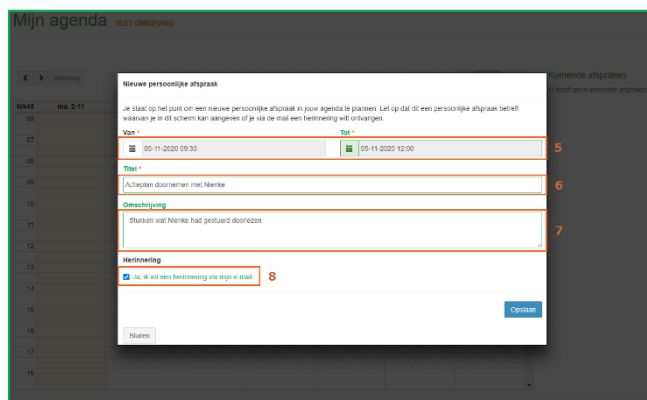 Mijn agenda TEST OMGEVING
Vandaag
Komende afspraken
U heeft geen komende afspraken
Wk45 ma. 2-11
06
07
08
09
10
11
12
13
14
15
16
17
18
Nieuwe persoonlijke afspraak
Je staat op het punt om een nieuwe persoonlijke afspraak in jouw agenda te plannen. Let op dat dit een persoonlijke afspraak betreft
waarvan je in dit scherm kan aangeven of je via de mail een herinnering wilt ontvangen.
Van * Tot *
05-11-2020 09:30 05-11-2020 12:00 5
Titel *
Actieplan doornemen met Nienke 6
Omschrijving
Stukken wat Nienke had gestuurd doorlezen 7
Herinnering
Ja, ik wil een herinnering via mijn e-mail 8
Opslaan
Sluiten